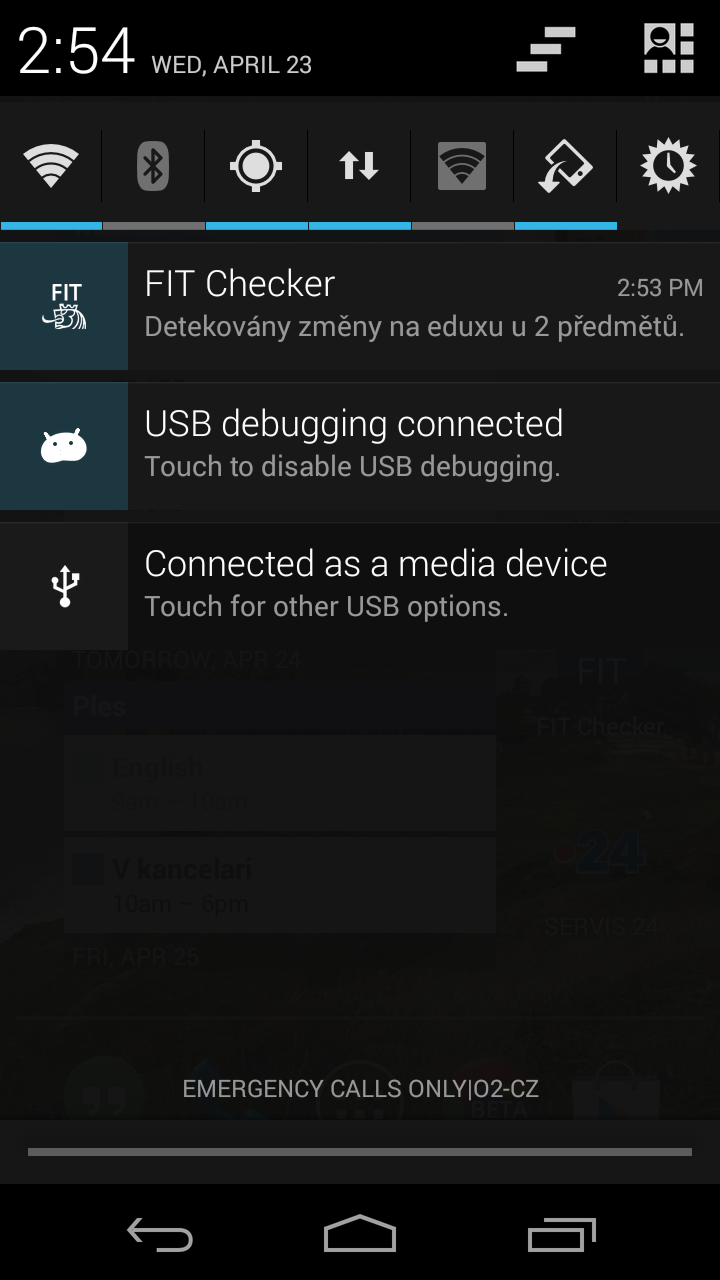 2:54 WED, APRIL 23
FIT
FIT Checker 2:53 PM
Detekovány změny na eduxu u 2 předmětů.
USB debugging connected
Touch to disable USB debugging.
Connected as a media device
Touch for other USB options.
TOMORROW, APR 24
FIT
Ples
FIT Checker
English
9am – 10am
24
V kancelari
10am – 6pm
SERVIS 24
FRI, APR 25
EMERGENCY CALLS ONLY|O2-CZ
BETA